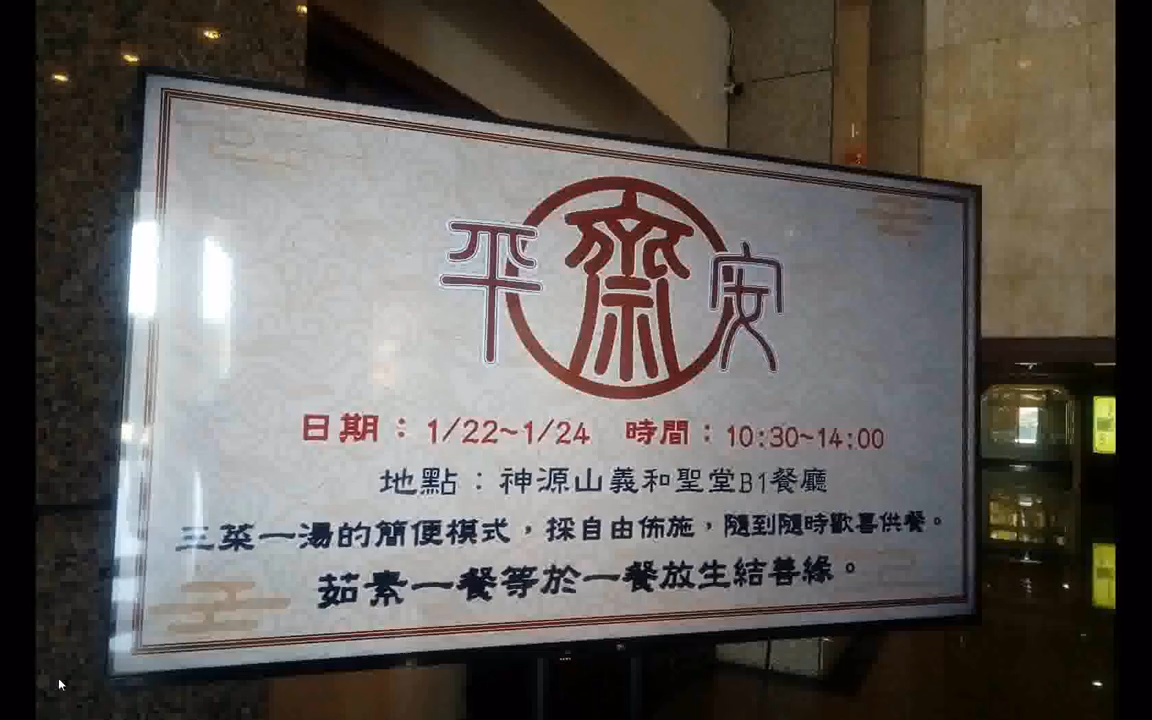 平齋安
日期：1/22~1/24 時間：10:30~14:00
地點：神源山義和聖堂B1餐廳
三菜一湯的簡便模式，採自由佈施，隨到隨時歡喜供餐。
茹素一餐等於一餐放生結善緣。